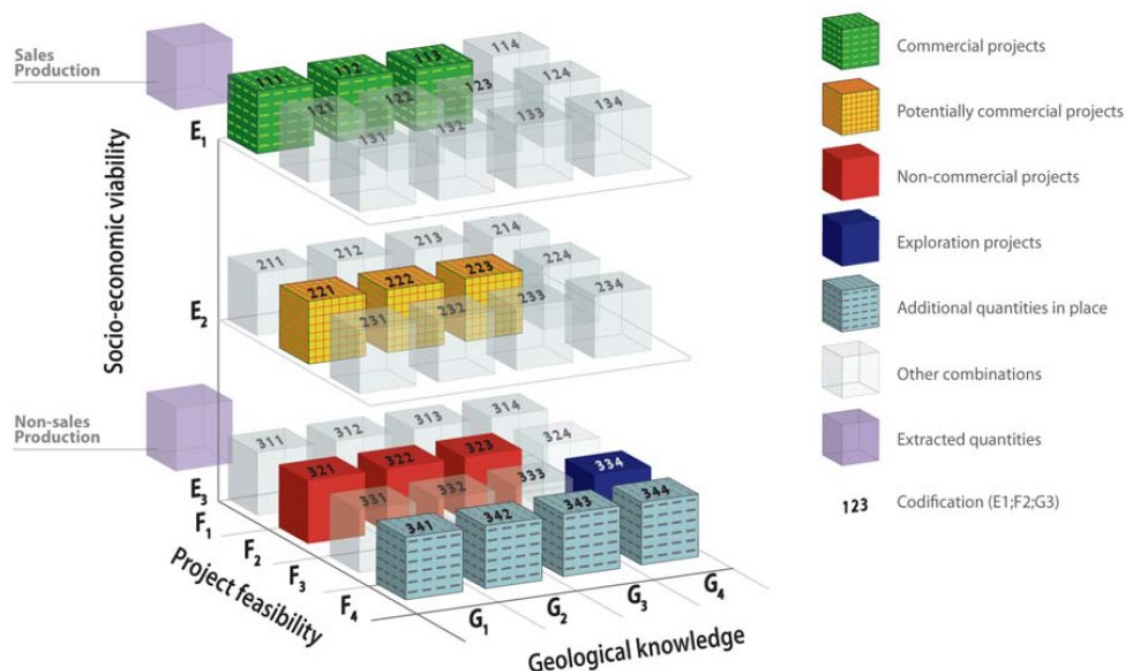 Sales
Production
Socio-economic viability
E1
111
112
113
114
121
122
123
124
131
132
133
134
E2
211
212
213
214
221
222
223
224
231
232
233
234
Non-sales
Production
E3
311
312
313
314
321
322
323
324
331
332
333
334
341
342
343
344
F1
F2
F3
F4
Project feasibility
G1
G2
G3
G4
Geological knowledge
Commercial projects
Potentially commercial projects
Non-commercial projects
Exploration projects
Additional quantities in place
Other combinations
Extracted quantities
123 Codification (E1;F2;G3)